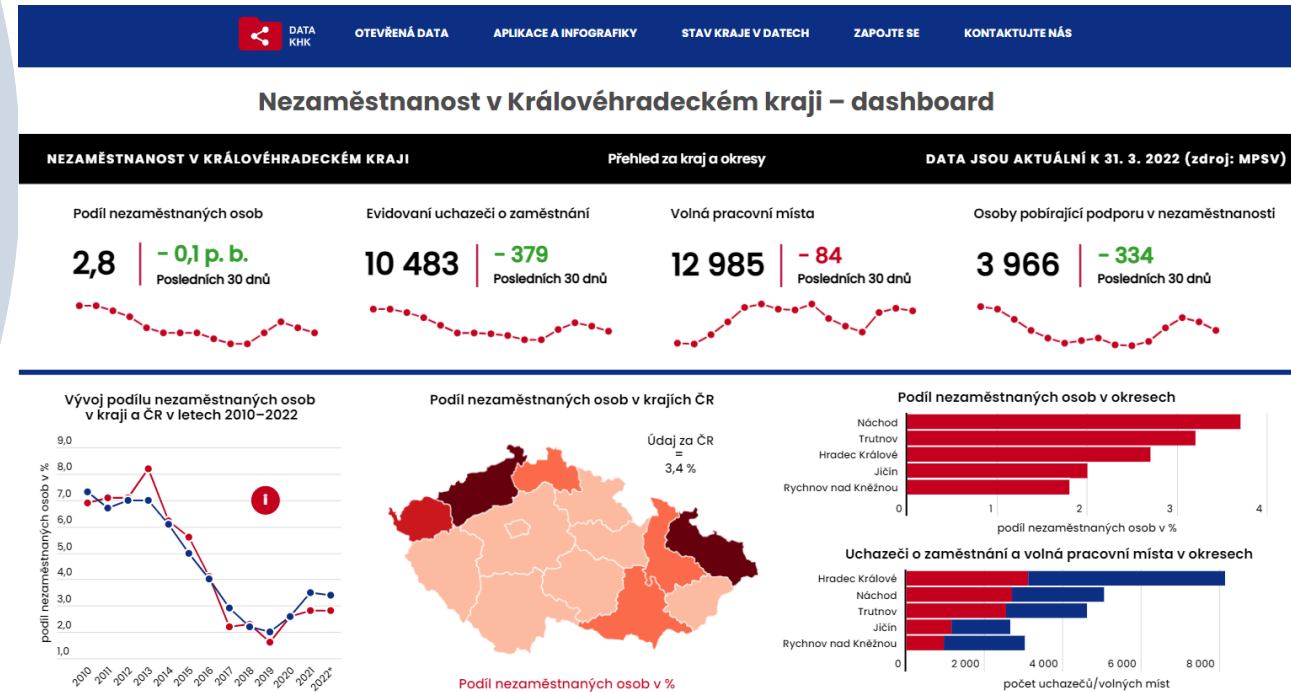 DATA
KHK
OTEVŘENÁ DATA
APLIKACE A INFOGRAFIKY
STAV KRAJE V DATECH
ZAPOJTE SE
KONTAKTUJTE NÁS
Nezaměstnanost v Královéhradeckém kraji – dashboard
NEZAMĚSTNANOST V KRÁLOVÉHRADECKÉM KRAJI
Přehled za kraj a okresy
DATA JSOU AKTUÁLNÍ K 31. 3. 2022 (zdroj: MPSV)
Podíl nezaměstnaných osob
2,8
- 0,1 p. b.
Posledních 30 dnů
Evidovaní uchazeči o zaměstnání
10 483
- 379
Posledních 30 dnů
Volná pracovní místa
12 985
- 84
Posledních 30 dnů
Osoby pobírající podporu v nezaměstnanosti
3 966
- 334
Posledních 30 dnů
Vývoj podílu nezaměstnaných osob
v kraji a ČR v letech 2010–2022
podíl nezaměstnaných osob v %
9,0
8,0
7,0
6,0
5,0
4,0
3,0
2,0
1,0
2010
2011
2012
2013
2014
2015
2016
2017
2018
2019
2020
2021
2022*
i
Podíl nezaměstnaných osob v krajích ČR
Údaj za ČR
=
3,4 %
Podíl nezaměstnaných osob v %
Podíl nezaměstnaných osob v okresech
Náchod
Trutnov
Hradec Králové
Jičín
Rychnov nad Kněžnou
0 1 2 3 4
podíl nezaměstnaných osob v %
Uchazeči o zaměstnání a volná pracovní místa v okresech
Hradec Králové
Náchod
Trutnov
Jičín
Rychnov nad Kněžnou
0 2 000 4 000 6 000 8 000
počet uchazečů/volných míst